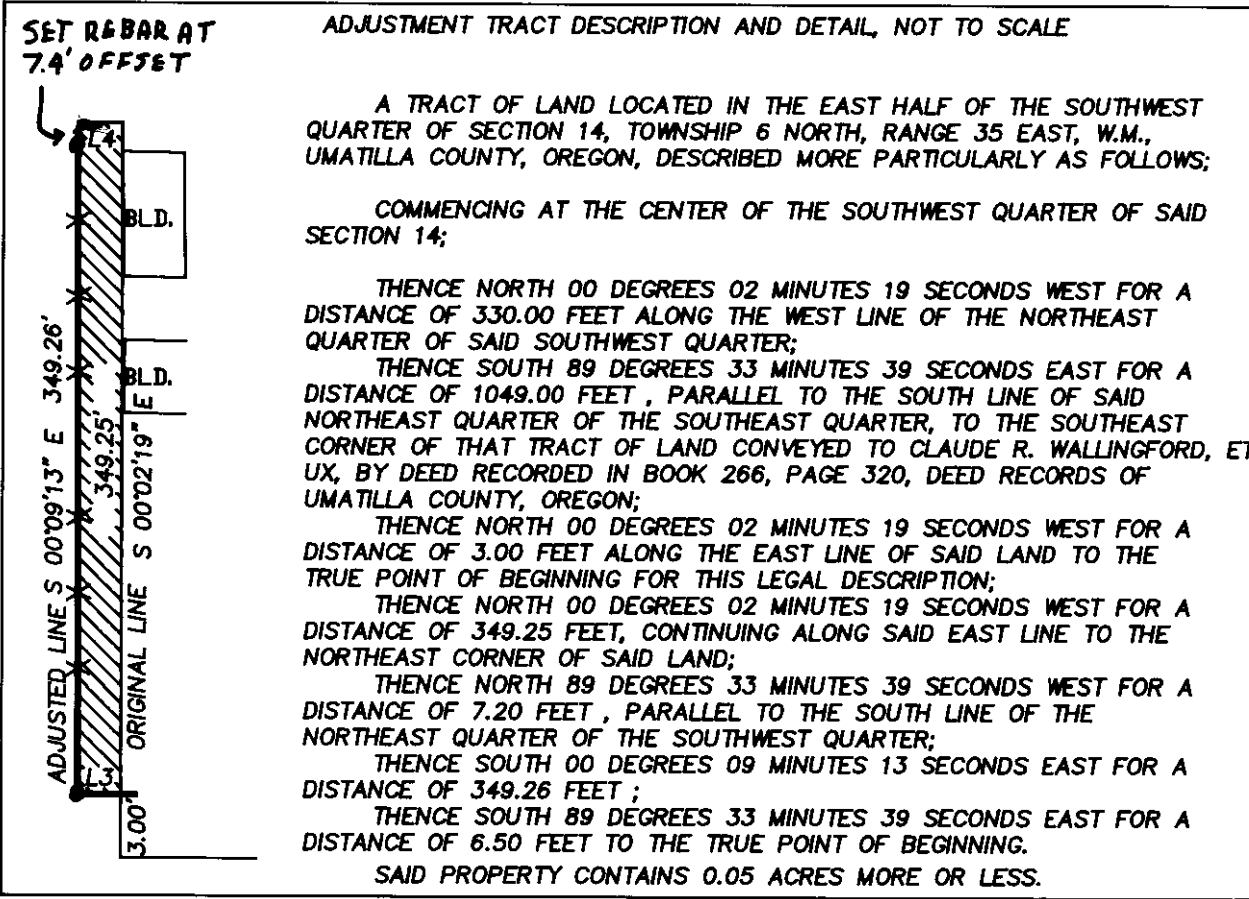 SET REBAR AT
7.4' OFFSET
L4
BLD.
BLD.
ADJUSTED LINE S 00°09'13" E 349.26'
349.25'
ORIGINAL LINE S 00°02'19" E
L3
3.00'
ADJUSTMENT TRACT DESCRIPTION AND DETAIL, NOT TO SCALE
A TRACT OF LAND LOCATED IN THE EAST HALF OF THE SOUTHWEST
QUARTER OF SECTION 14, TOWNSHIP 6 NORTH, RANGE 35 EAST, W.M.,
UMATILLA COUNTY, OREGON, DESCRIBED MORE PARTICULARLY AS FOLLOWS;
COMMENCING AT THE CENTER OF THE SOUTHWEST QUARTER OF SAID
SECTION 14;
THENCE NORTH 00 DEGREES 02 MINUTES 19 SECONDS WEST FOR A
DISTANCE OF 330.00 FEET ALONG THE WEST LINE OF THE NORTHEAST
QUARTER OF SAID SOUTHWEST QUARTER;
THENCE SOUTH 89 DEGREES 33 MINUTES 39 SECONDS EAST FOR A
DISTANCE OF 1049.00 FEET , PARALLEL TO THE SOUTH LINE OF SAID
NORTHEAST QUARTER OF THE SOUTHEAST QUARTER, TO THE SOUTHEAST
CORNER OF THAT TRACT OF LAND CONVEYED TO CLAUDE R. WALLINGFORD, ET
UX, BY DEED RECORDED IN BOOK 266, PAGE 320, DEED RECORDS OF
UMATILLA COUNTY, OREGON;
THENCE NORTH 00 DEGREES 02 MINUTES 19 SECONDS WEST FOR A
DISTANCE OF 3.00 FEET ALONG THE EAST LINE OF SAID LAND TO THE
TRUE POINT OF BEGINNING FOR THIS LEGAL DESCRIPTION;
THENCE NORTH 00 DEGREES 02 MINUTES 19 SECONDS WEST FOR A
DISTANCE OF 349.25 FEET, CONTINUING ALONG SAID EAST LINE TO THE
NORTHEAST CORNER OF SAID LAND;
THENCE NORTH 89 DEGREES 33 MINUTES 39 SECONDS WEST FOR A
DISTANCE OF 7.20 FEET , PARALLEL TO THE SOUTH LINE OF THE
NORTHEAST QUARTER OF THE SOUTHWEST QUARTER;
THENCE SOUTH 00 DEGREES 09 MINUTES 13 SECONDS EAST FOR A
DISTANCE OF 349.26 FEET ;
THENCE SOUTH 89 DEGREES 33 MINUTES 39 SECONDS EAST FOR A
DISTANCE OF 6.50 FEET TO THE TRUE POINT OF BEGINNING.
SAID PROPERTY CONTAINS 0.05 ACRES MORE OR LESS.